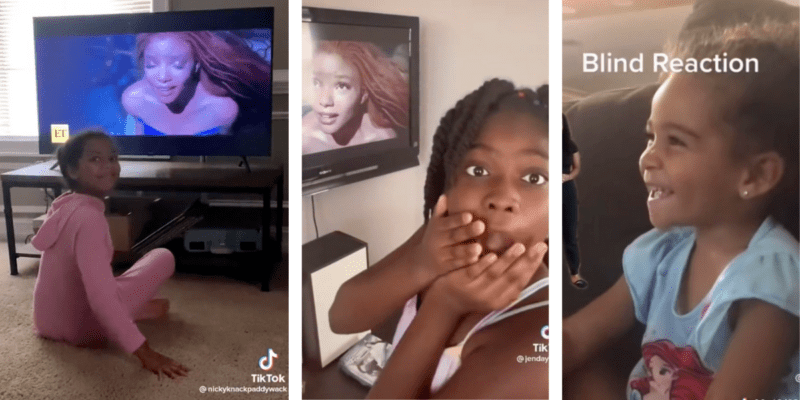 ET
TikTok
@nickyknackpaddywack
Tik
@jenday
Blind Reaction